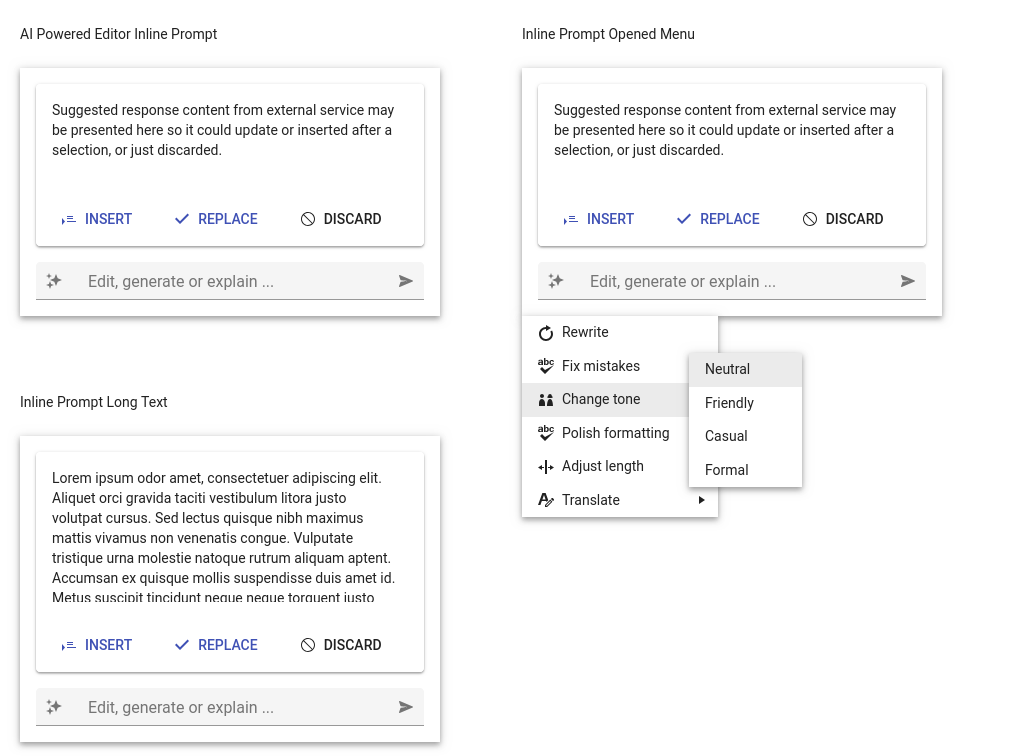 AI Powered Editor Inline Prompt
Suggested response content from external service may
be presented here so it could update or inserted after a
selection, or just discarded.
INSERT REPLACE DISCARD
Edit, generate or explain ...
Inline Prompt Opened Menu
Suggested response content from external service may
be presented here so it could update or inserted after a
selection, or just discarded.
INSERT REPLACE DISCARD
Edit, generate or explain ...
Rewrite
abc Fix mistakes
Change tone
abc Polish formatting
Adjust length
Translate
Neutral
Friendly
Casual
Formal
Inline Prompt Long Text
Lorem ipsum odor amet, consectetuer adipiscing elit.
Aliquet orci gravida taciti vestibulum litora justo
volutpat cursus. Sed lectus quisque nibh maximus
mattis vivamus non venenatis congue. Vulputate
tristique urna molestie natoque rutrum aliquam aptent.
Accumsan ex quisque mollis suspendisse duis amet id.
Metus suscipit tincidunt neque neque torquent justo
INSERT REPLACE DISCARD
Edit, generate or explain ...